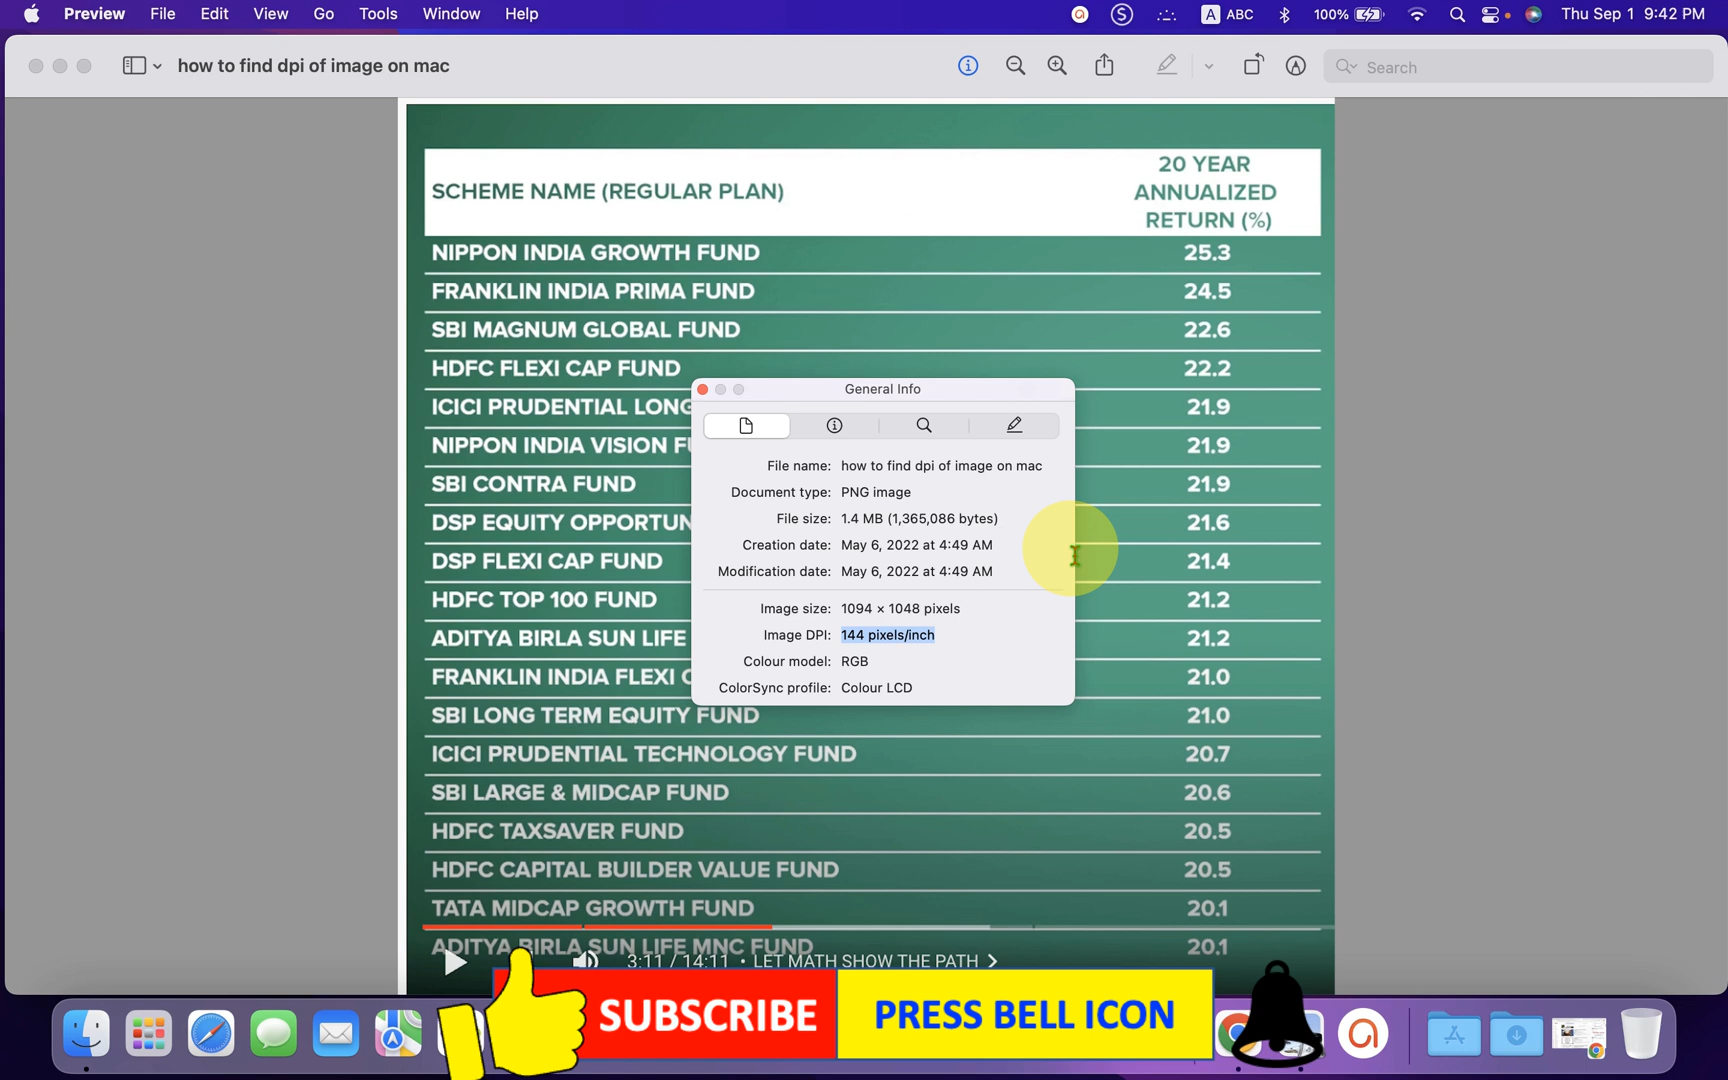 Preview File Edit View Go Tools Window Help A ABC 100% Thu Sep 1 9:42 PM
how to find dpi of image on mac Search
20 YEAR
SCHEME NAME (REGULAR PLAN) ANNUALIZED
RETURN (%)
NIPPON INDIA GROWTH FUND 25.3
FRANKLIN INDIA PRIMA FUND 24.5
SBI MAGNUM GLOBAL FUND 22.6
HDFC FLEXI CAP FUND 22.2
General Info
ICICI PRUDENTIAL LONG 21.9
NIPPON INDIA VISION FU 21.9
File name: how to find dpi of image on mac
SBI CONTRA FUND 21.9
Document type: PNG image
File size: 1.4 MB (1,365,086 bytes)
DSP EQUITY OPPORTUN 21.6
Creation date: May 6, 2022 at 4:49 AM
DSP FLEXI CAP FUND 21.4
Modification date: May 6, 2022 at 4:49 AM
HDFC TOP 100 FUND 21.2
Image size: 1094 × 1048 pixels
Image DPI: 144 pixels/inch
ADITYA BIRLA SUN LIFE 21.2
Colour model: RGB
FRANKLIN INDIA FLEXI C 21.0
ColorSync profile: Colour LCD
SBI LONG TERM EQUITY FUND 21.0
ICICI PRUDENTIAL TECHNOLOGY FUND 20.7
SBI LARGE & MIDCAP FUND 20.6
HDFC TAXSAVER FUND 20.5
HDFC CAPITAL BUILDER VALUE FUND 20.5
TATA MIDCAP GROWTH FUND 20.1
ADITYA BIRLA SUN LIFE MNC FUND 20.1
3:11 / 14:11 • LET MATH SHOW THE PATH >
SUBSCRIBE PRESS BELL ICON